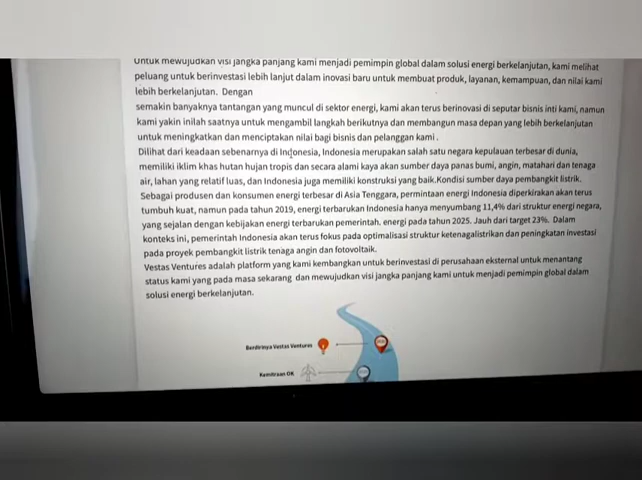 Untuk mewujudkan visi jangka panjang kami menjadi pemimpin global dalam solusi energi berkelanjutan, kami melihat
peluang untuk berinvestasi lebih lanjut dalam inovasi baru untuk membuat produk, layanan, kemampuan, dan nilai kami
lebih berkelanjutan. Dengan
semakin banyaknya tantangan yang muncul di sektor energi, kami akan terus berinovasi di seputar bisnis inti kami, namun
kami yakin inilah saatnya untuk mengambil langkah berikutnya dan membangun masa depan yang lebih berkelanjutan
untuk meningkatkan dan menciptakan nilai bagi bisnis dan pelanggan kami.
Dilihat dari keadaan sebenarnya di Indonesia, Indonesia merupakan salah satu negara kepulauan terbesar di dunia,
memiliki iklim khas hutan hujan tropis dan secara alami kaya akan sumber daya panas bumi, angin, matahari dan tenaga
air, lahan yang relatif luas, dan Indonesia juga memiliki konstruksi yang baik.Kondisi sumber daya pembangkit listrik.
Sebagai produsen dan konsumen energi terbesar di Asia Tenggara, permintaan energi Indonesia diperkirakan akan terus
tumbuh kuat, namun pada tahun 2019, energi terbarukan Indonesia hanya menyumbang 11,4% dari struktur energi negara,
yang sejalan dengan kebijakan energi terbarukan pemerintah. energi pada tahun 2025. Jauh dari target 23%. Dalam
konteks ini, pemerintah Indonesia akan terus fokus pada optimalisasi struktur ketenagalistrikan dan peningkatan investasi
pada proyek pembangkit listrik tenaga angin dan fotovoltaik.
Vestas Ventures adalah platform yang kami kembangkan untuk berinvestasi di perusahaan eksternal untuk menantang
status kami yang pada masa sekarang dan mewujudkan visi jangka panjang kami untuk menjadi pemimpin global dalam
solusi energi berkelanjutan.
Berdirinya Vestas Ventures
Kemitraan OK